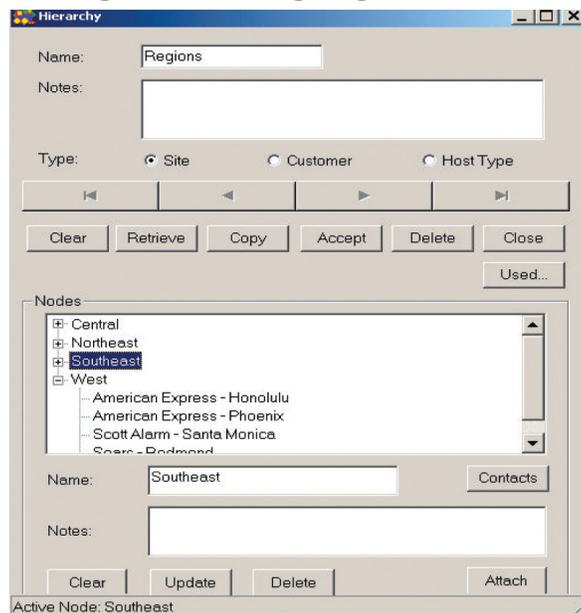 Hierarchy
Name: Regions
Notes:
Type: Site Customer Host Type
Clear Retrieve Copy Accept Delete Close
Used...
Nodes
Central
Northeast
Southeast
West
American Express - Honolulu
American Express - Phoenix
Scott Alarm - Santa Monica
Sears - Redmond
Name: Southeast Contacts
Notes:
Clear Update Delete Attach
Active Node: Southeast